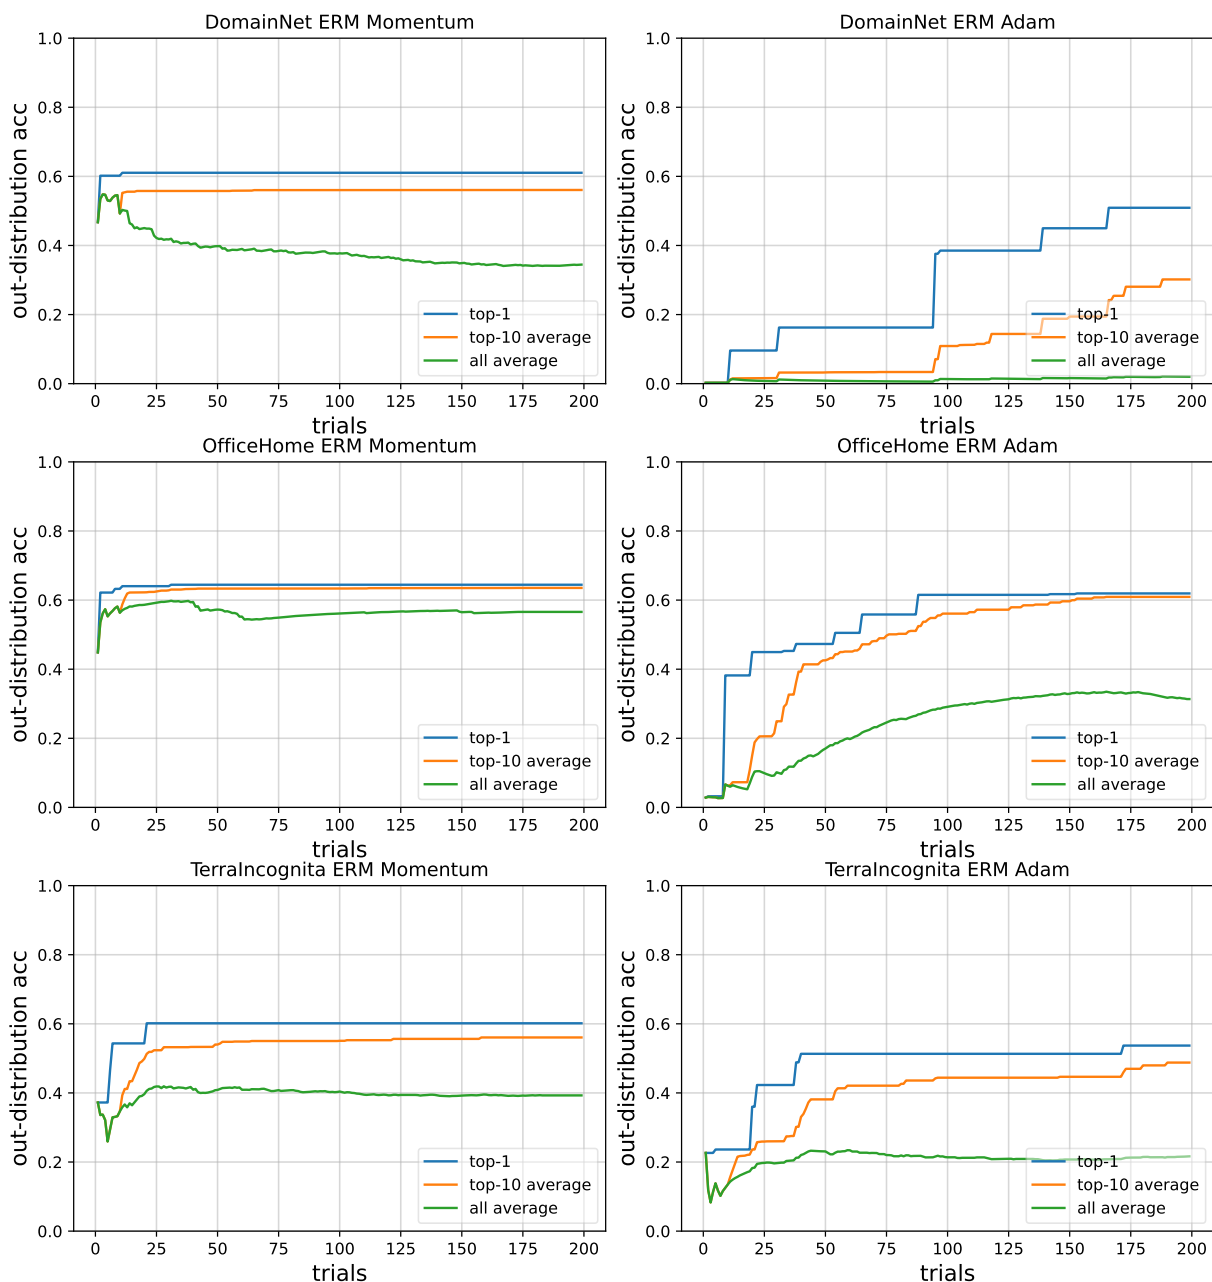 DomainNet ERM Momentum
out-distribution acc
1.0
0.8
0.6
0.4
0.2
0.0
0 25 50 75 100 125 150 175 200
trials
top-1
top-10 average
all average
DomainNet ERM Adam
out-distribution acc
1.0
0.8
0.6
0.4
0.2
0.0
0 25 50 75 100 125 150 175 200
trials
top-1
top-10 average
all average
OfficeHome ERM Momentum
out-distribution acc
1.0
0.8
0.6
0.4
0.2
0.0
0 25 50 75 100 125 150 175 200
trials
top-1
top-10 average
all average
OfficeHome ERM Adam
out-distribution acc
1.0
0.8
0.6
0.4
0.2
0.0
0 25 50 75 100 125 150 175 200
trials
top-1
top-10 average
all average
TerraIncognita ERM Momentum
out-distribution acc
1.0
0.8
0.6
0.4
0.2
0.0
0 25 50 75 100 125 150 175 200
trials
top-1
top-10 average
all average
TerraIncognita ERM Adam
out-distribution acc
1.0
0.8
0.6
0.4
0.2
0.0
0 25 50 75 100 125 150 175 200
trials
top-1
top-10 average
all average